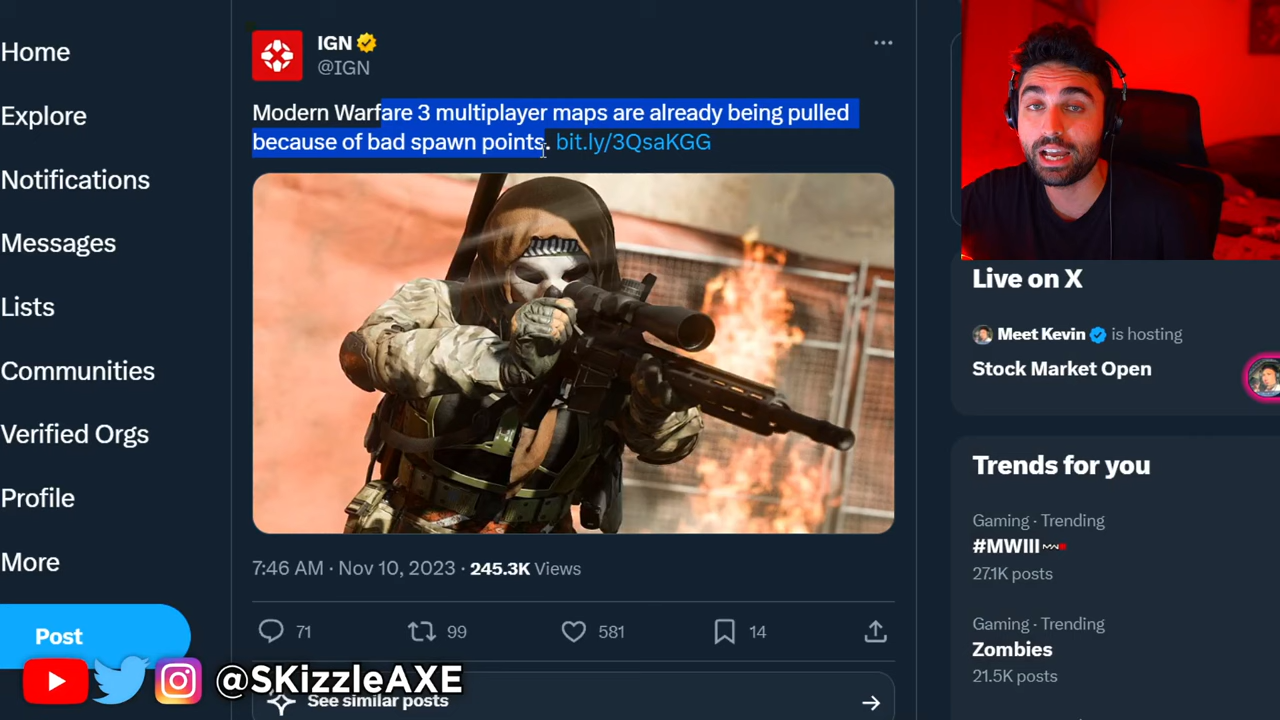 Home
Explore
Notifications
Messages
Lists
Communities
Verified Orgs
Profile
More
Post
IGN
@IGN
Modern Warfare 3 multiplayer maps are already being pulled
because of bad spawn points. bit.ly/3QsaKGG
7:46 AM · Nov 10, 2023 · 245.3K Views
71 99 581 14
See similar posts
@SKizzleAXE
Live on X
Meet Kevin is hosting
Stock Market Open
Trends for you
Gaming · Trending
#MWIII
27.1K posts
Gaming · Trending
Zombies
21.5K posts